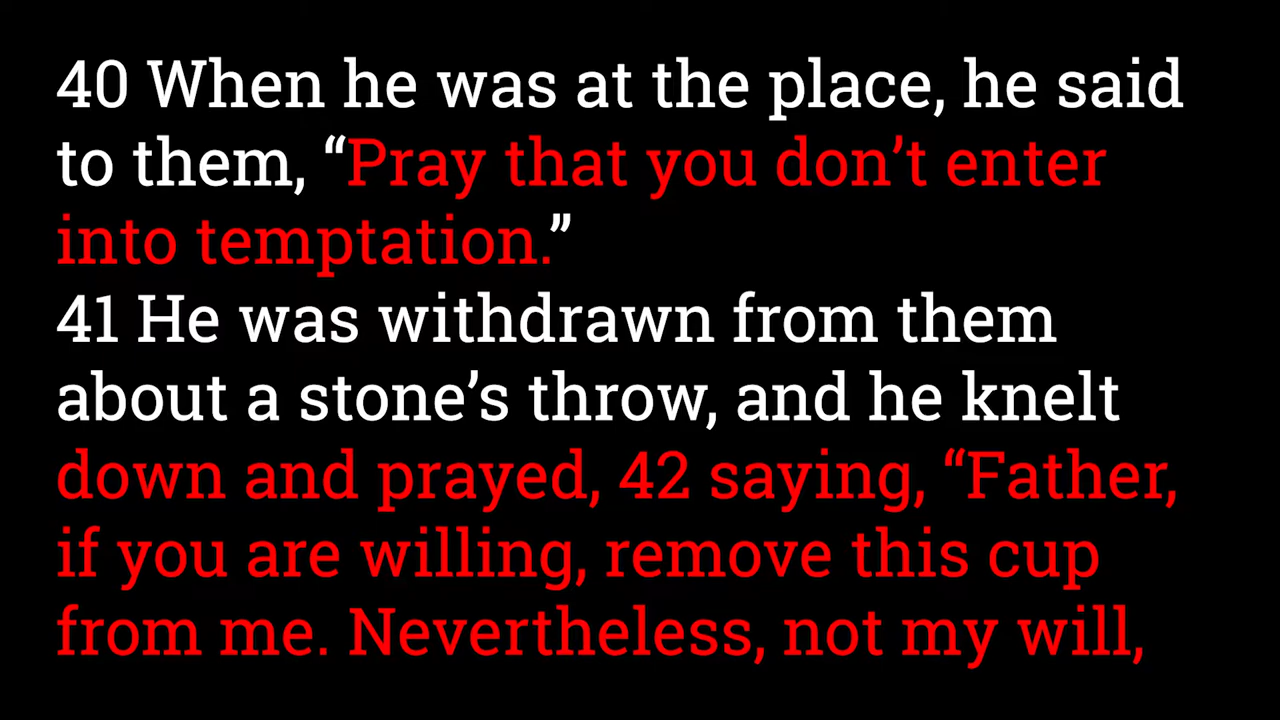 40 When he was at the place, he said
to them, “Pray that you don’t enter
into temptation.”
41 He was withdrawn from them
about a stone’s throw, and he knelt
down and prayed, 42 saying, “Father,
if you are willing, remove this cup
from me. Nevertheless, not my will,